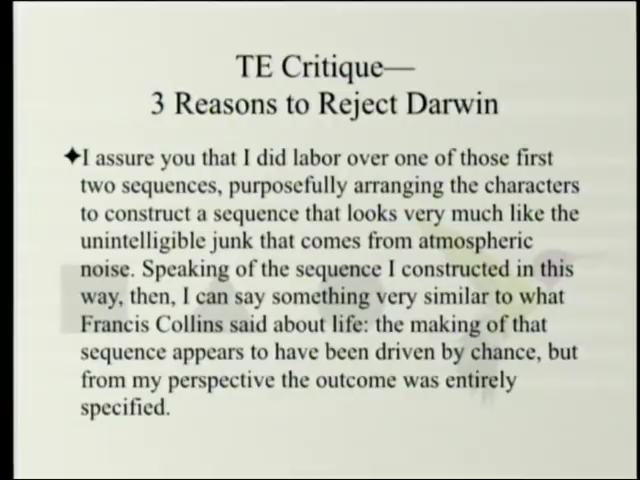 TE Critique—
3 Reasons to Reject Darwin
✦I assure you that I did labor over one of those first
two sequences, purposefully arranging the characters
to construct a sequence that looks very much like the
unintelligible junk that comes from atmospheric
noise. Speaking of the sequence I constructed in this
way, then, I can say something very similar to what
Francis Collins said about life: the making of that
sequence appears to have been driven by chance, but
from my perspective the outcome was entirely
specified.